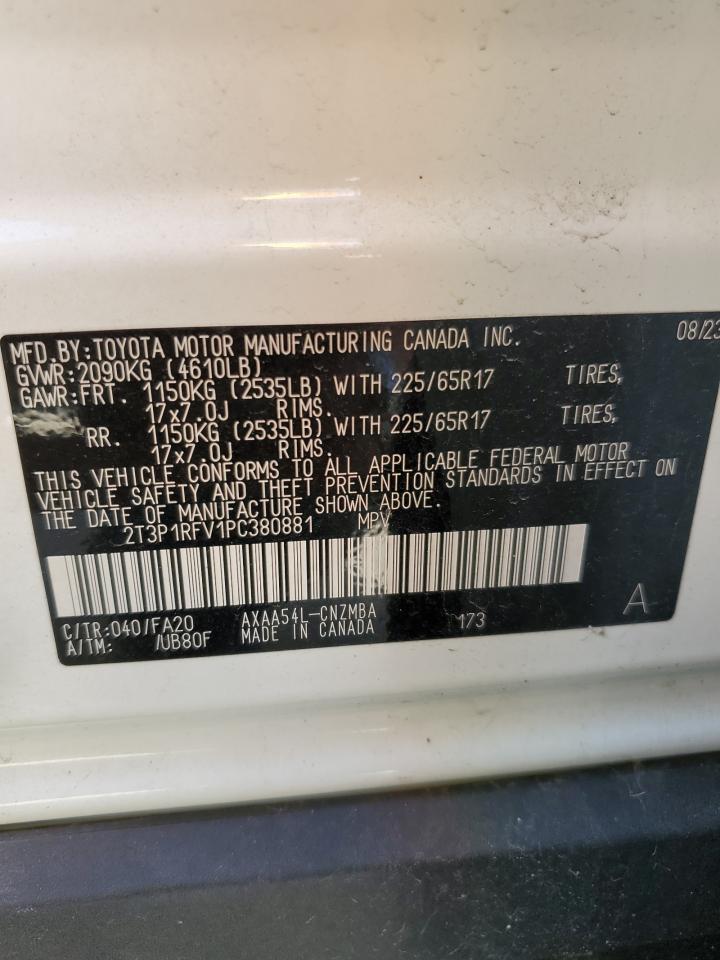 MFD.BY:TOYOTA MOTOR MANUFACTURING CANADA INC. 08/23
GVWR:2090KG (4610LB)
GAWR:FRT. 1150KG (2535LB) WITH 225/65R17 TIRES,
17x7.0J RIMS.
RR. 1150KG (2535LB) WITH 225/65R17 TIRES,
17x7.0J RIMS.
THIS VEHICLE CONFORMS TO ALL APPLICABLE FEDERAL MOTOR
VEHICLE SAFETY AND THEFT PREVENTION STANDARDS IN EFFECT ON
THE DATE OF MANUFACTURE SHOWN ABOVE.
2T3P1RFV1PC380881 MPV
C/TR:040/FA20 AXAA54L-CNZMBA 173 A
A/TM: /UB80F MADE IN CANADA